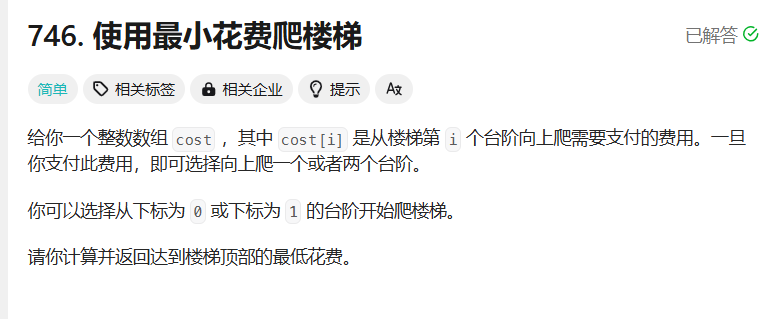 746. 使用最小花费爬楼梯
已解答
简单 相关标签 相关企业 提示 Ax
给你一个整数数组 cost ，其中 cost[i] 是从楼梯第 i 个台阶向上爬需要支付的费用。一旦
你支付此费用，即可选择向上爬一个或者两个台阶。
你可以选择从下标为 0 或下标为 1 的台阶开始爬楼梯。
请你计算并返回达到楼梯顶部的最低花费。